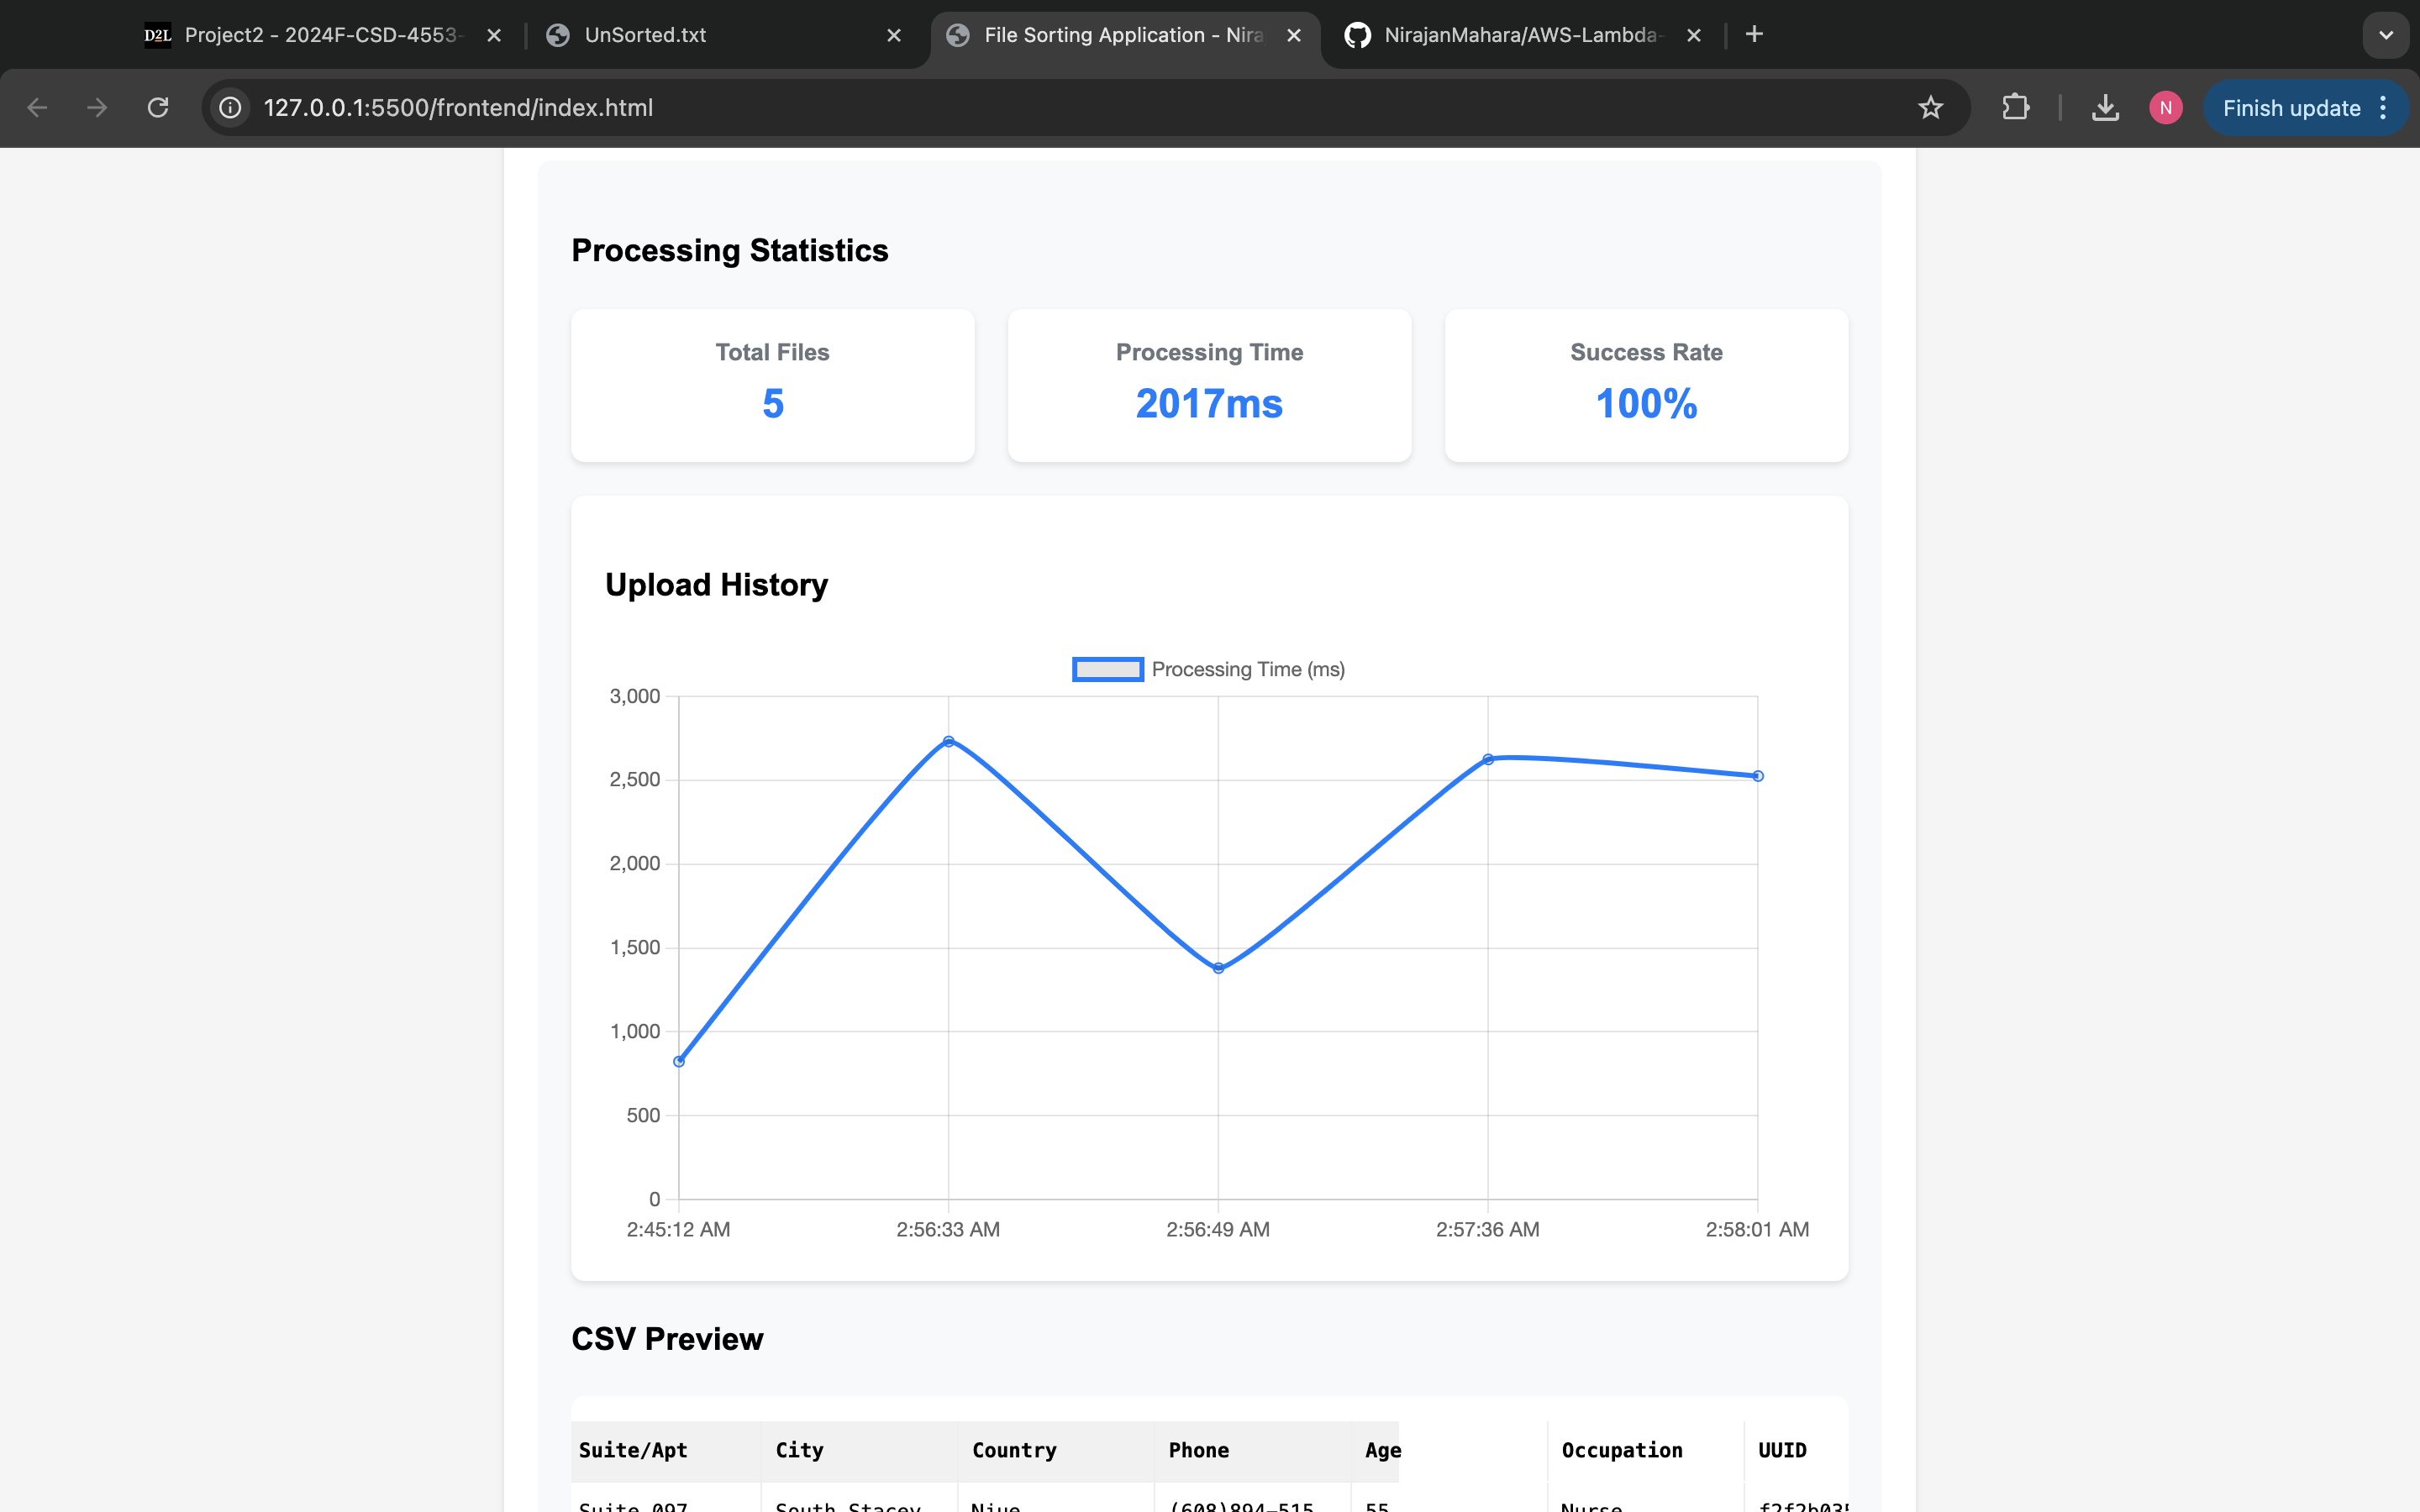 D2L Project2 - 2024F-CSD-4553-
UnSorted.txt
File Sorting Application - Nira
NirajanMahara/AWS-Lambda-
127.0.0.1:5500/frontend/index.html
N
Finish update
Processing Statistics
Total Files
5
Processing Time
2017ms
Success Rate
100%
Upload History
Processing Time (ms)
3,000
2,500
2,000
1,500
1,000
500
0
2:45:12 AM 2:56:33 AM 2:56:49 AM 2:57:36 AM 2:58:01 AM
CSV Preview
Suite/Apt City Country Phone Age Occupation UUID
Suite 097 South Stacey Niue (608)894-515 55 Nurse